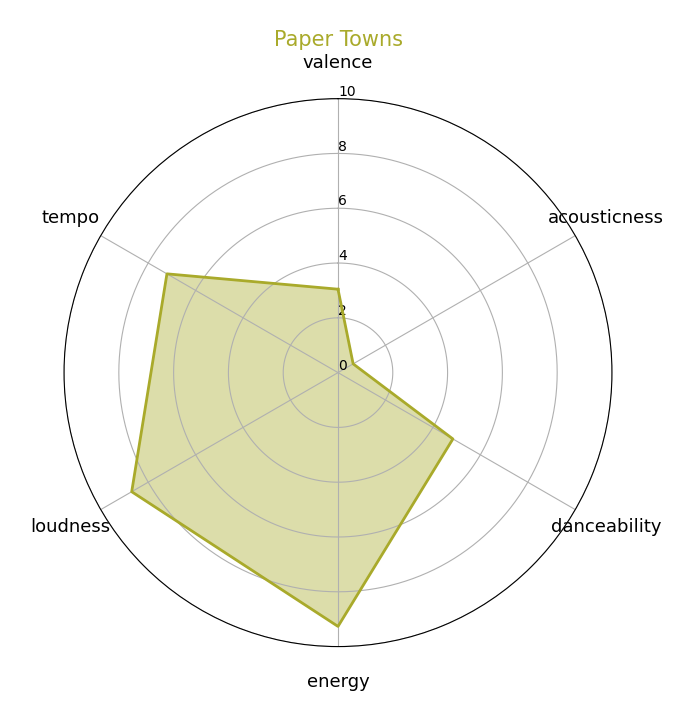 Paper Towns
valence
10
8
tempo
acousticness
6
4
2
0
loudness
danceability
energy